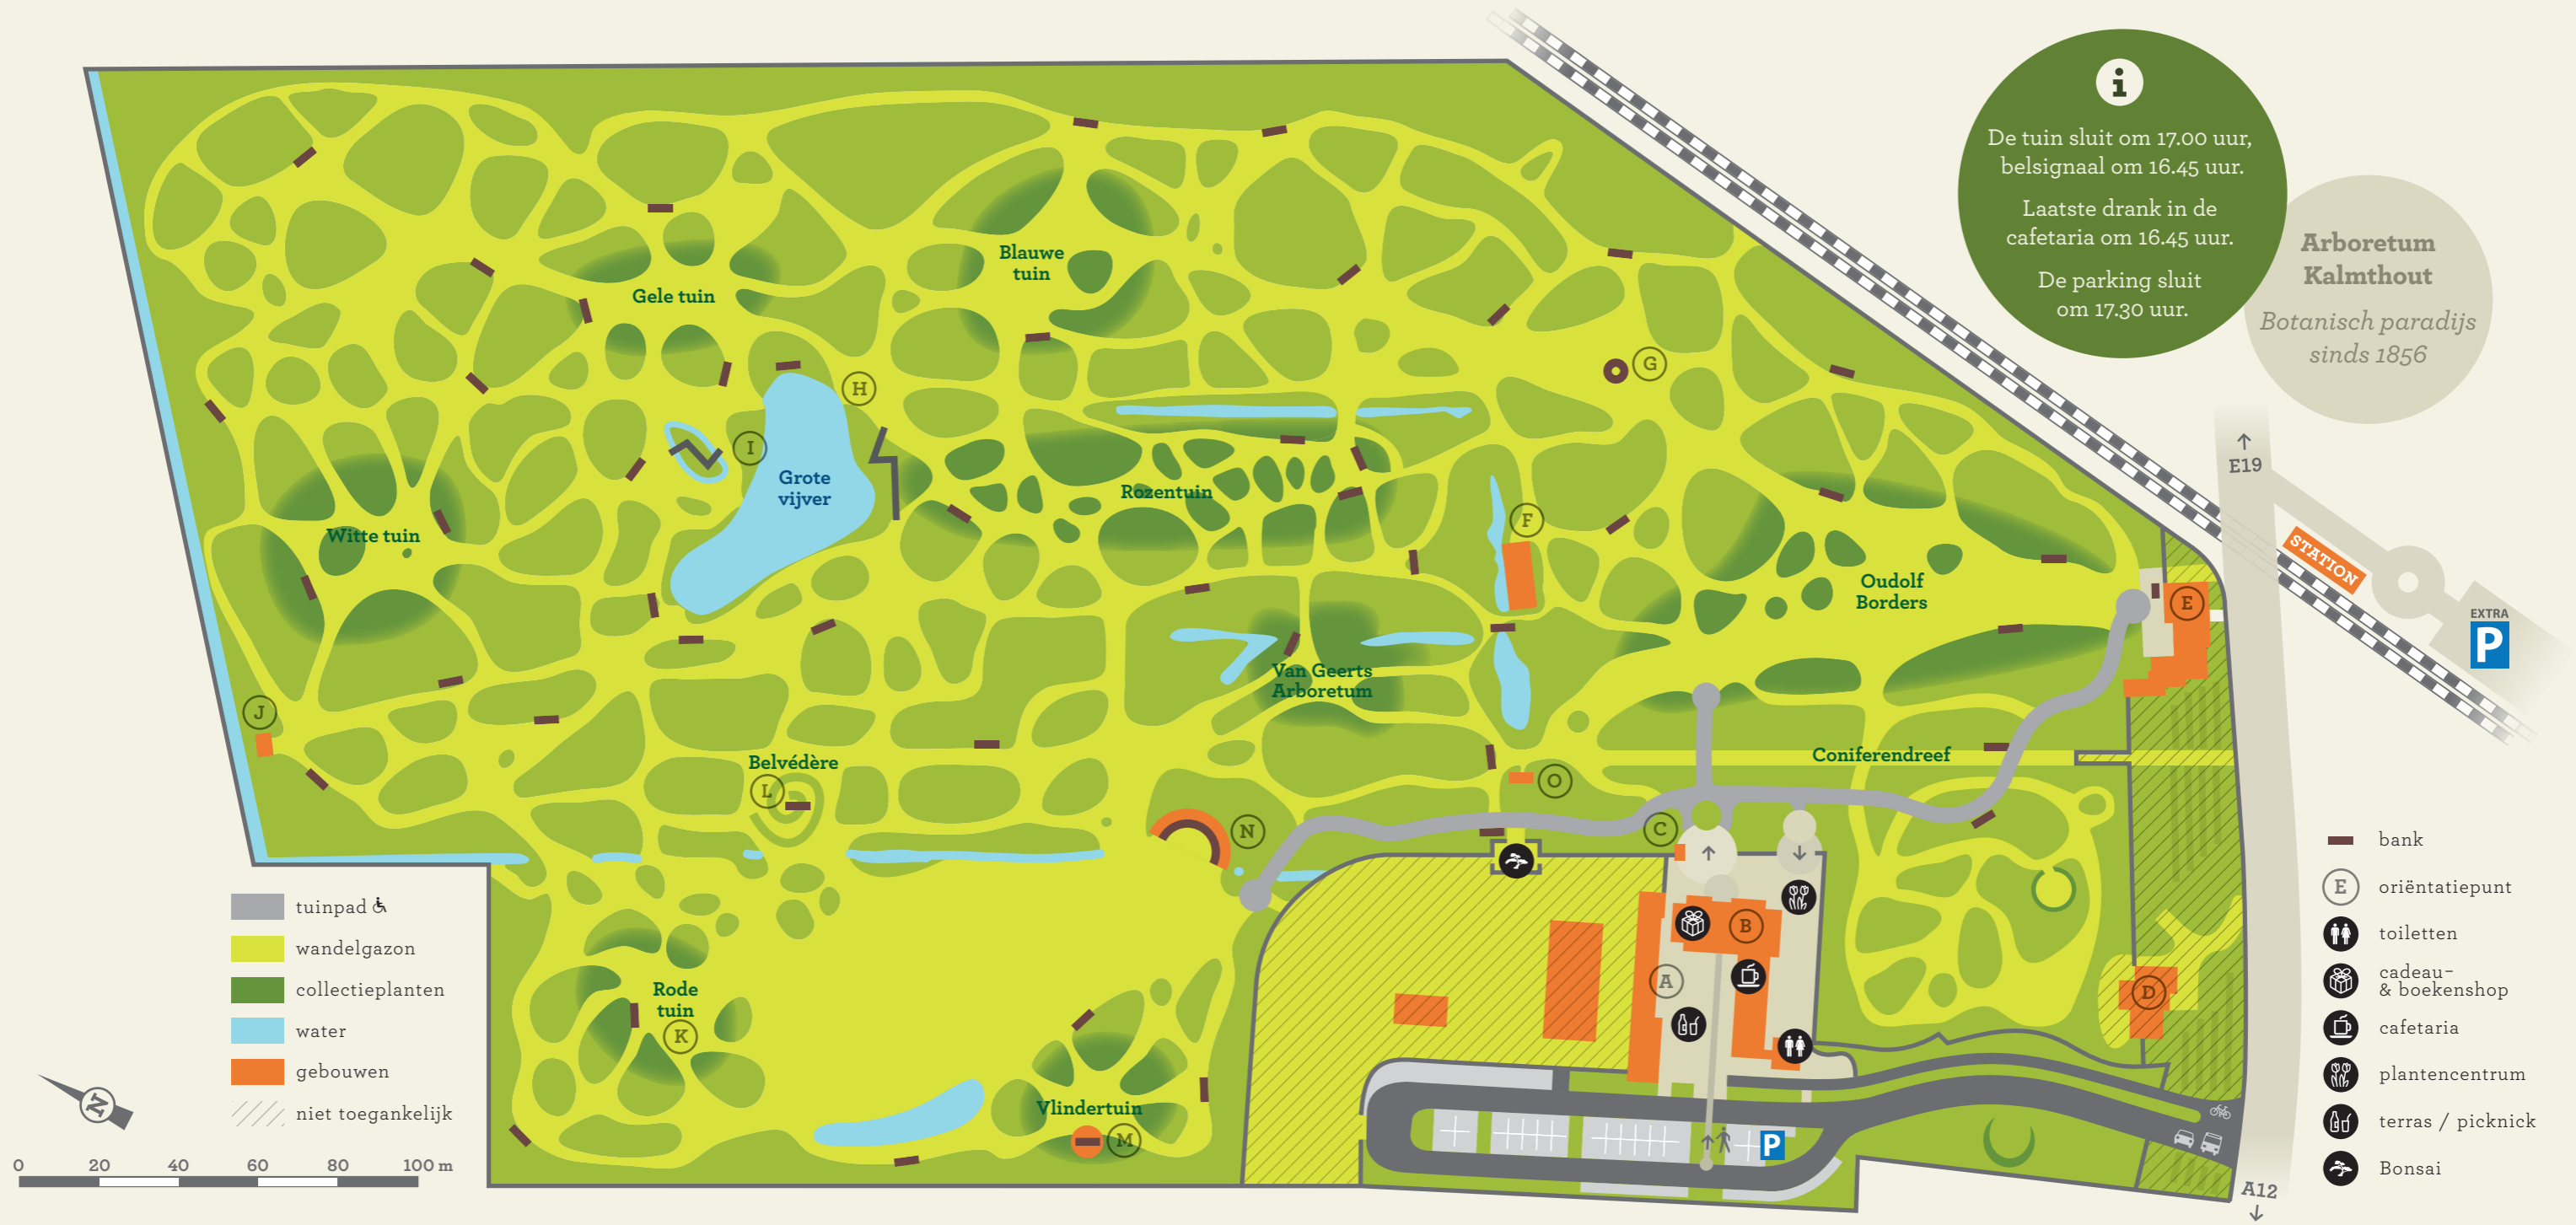 De tuin sluit om 17.00 uur,
belsignaal om 16.45 uur.
Laatste drank in de
cafetaria om 16.45 uur.
De parking sluit
om 17.30 uur.
Arboretum
Kalmthout
Botanisch paradijs
sinds 1856
E19
STATION
EXTRA
P
A12
Blauwe
tuin
Gele tuin
G
H
I
Grote
vijver
Rozentuin
F
Witte tuin
Oudolf
Borders
E
Van Geerts
Arboretum
J
Belvédère
L
Coniferendreef
O
N
C
B
A
D
Rode
tuin
K
Vlindertuin
M
P
tuinpad
wandelgazon
collectieplanten
water
gebouwen
niet toegankelijk
N
0 20 40 60 80 100 m
bank
E oriëntatiepunt
toiletten
cadeau-
& boekenshop
cafetaria
plantencentrum
terras / picknick
Bonsai